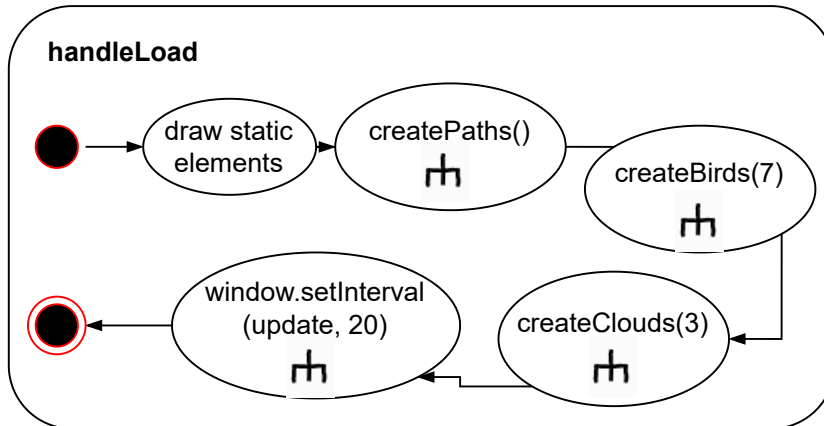 handleLoad
draw static
elements
createPaths()
createBirds(7)
createClouds(3)
window.setInterval
(update, 20)